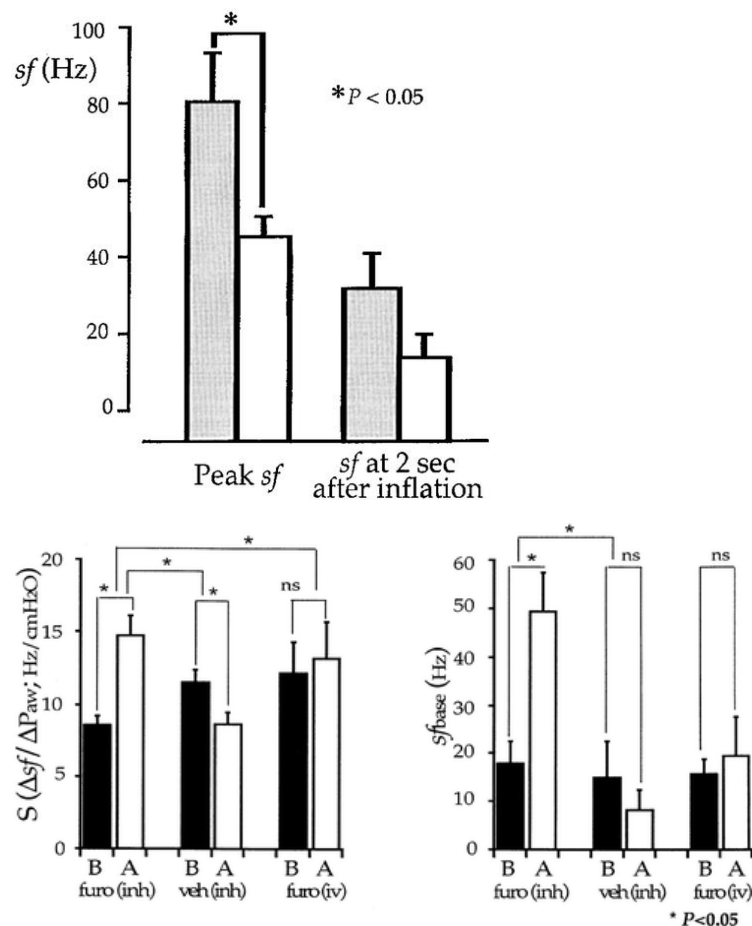 100
sf (Hz)
80
60
40
20
0
*
* P < 0.05
Peak sf
sf at 2 sec
after inflation
S (Δsf/ΔPaw; Hz/cmH2O)
20
15
10
5
0
*
*
*
*
ns
B A B A B A
furo (inh) veh (inh) furo (iv)
sfbase (Hz)
60
50
40
30
20
10
0
*
*
ns
ns
B A B A B A
furo (inh) veh (inh) furo (iv)
* P<0.05